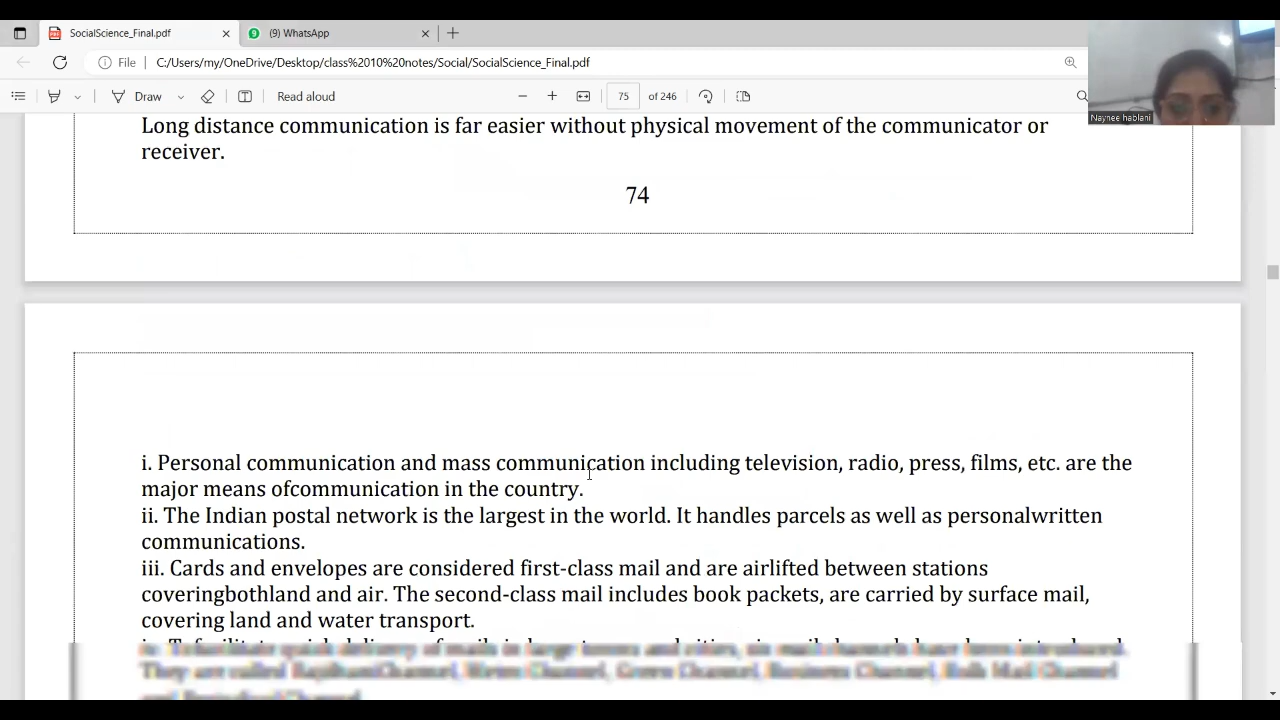 SocialScience_Final.pdf
(9) WhatsApp
File
C:/Users/my/OneDrive/Desktop/class%2010%20notes/Social/SocialScience_Final.pdf
Draw
Read aloud
75 of 246
Naynee hablani
Long distance communication is far easier without physical movement of the communicator or
receiver.
74
i. Personal communication and mass communication including television, radio, press, films, etc. are the
major means ofcommunication in the country.
ii. The Indian postal network is the largest in the world. It handles parcels as well as personalwritten
communications.
iii. Cards and envelopes are considered first-class mail and are airlifted between stations
coveringbothland and air. The second-class mail includes book packets, are carried by surface mail,
covering land and water transport.